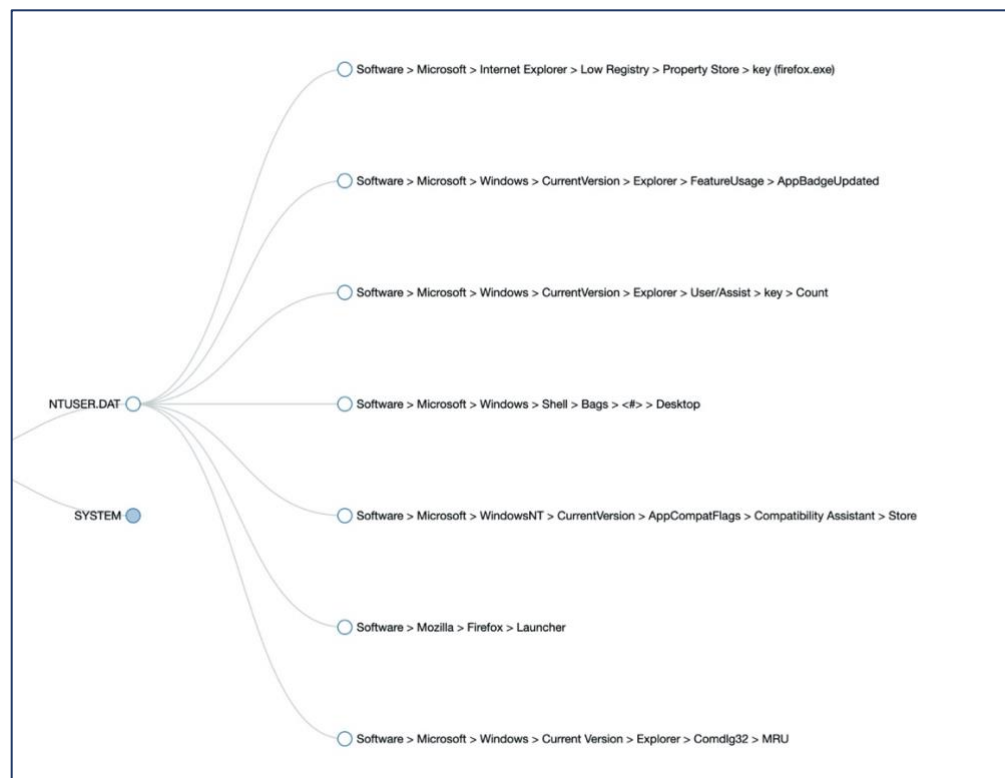 Software > Microsoft > Internet Explorer > Low Registry > Property Store > key (firefox.exe)
Software > Microsoft > Windows > CurrentVersion > Explorer > FeatureUsage > AppBadgeUpdated
Software > Microsoft > Windows > CurrentVersion > Explorer > User/Assist > key > Count
NTUSER.DAT
Software > Microsoft > Windows > Shell > Bags > <#> > Desktop
SYSTEM
Software > Microsoft > WindowsNT > CurrentVersion > AppCompatFlags > Compatibility Assistant > Store
Software > Mozilla > Firefox > Launcher
Software > Microsoft > Windows > Current Version > Explorer > Comdlg32 > MRU